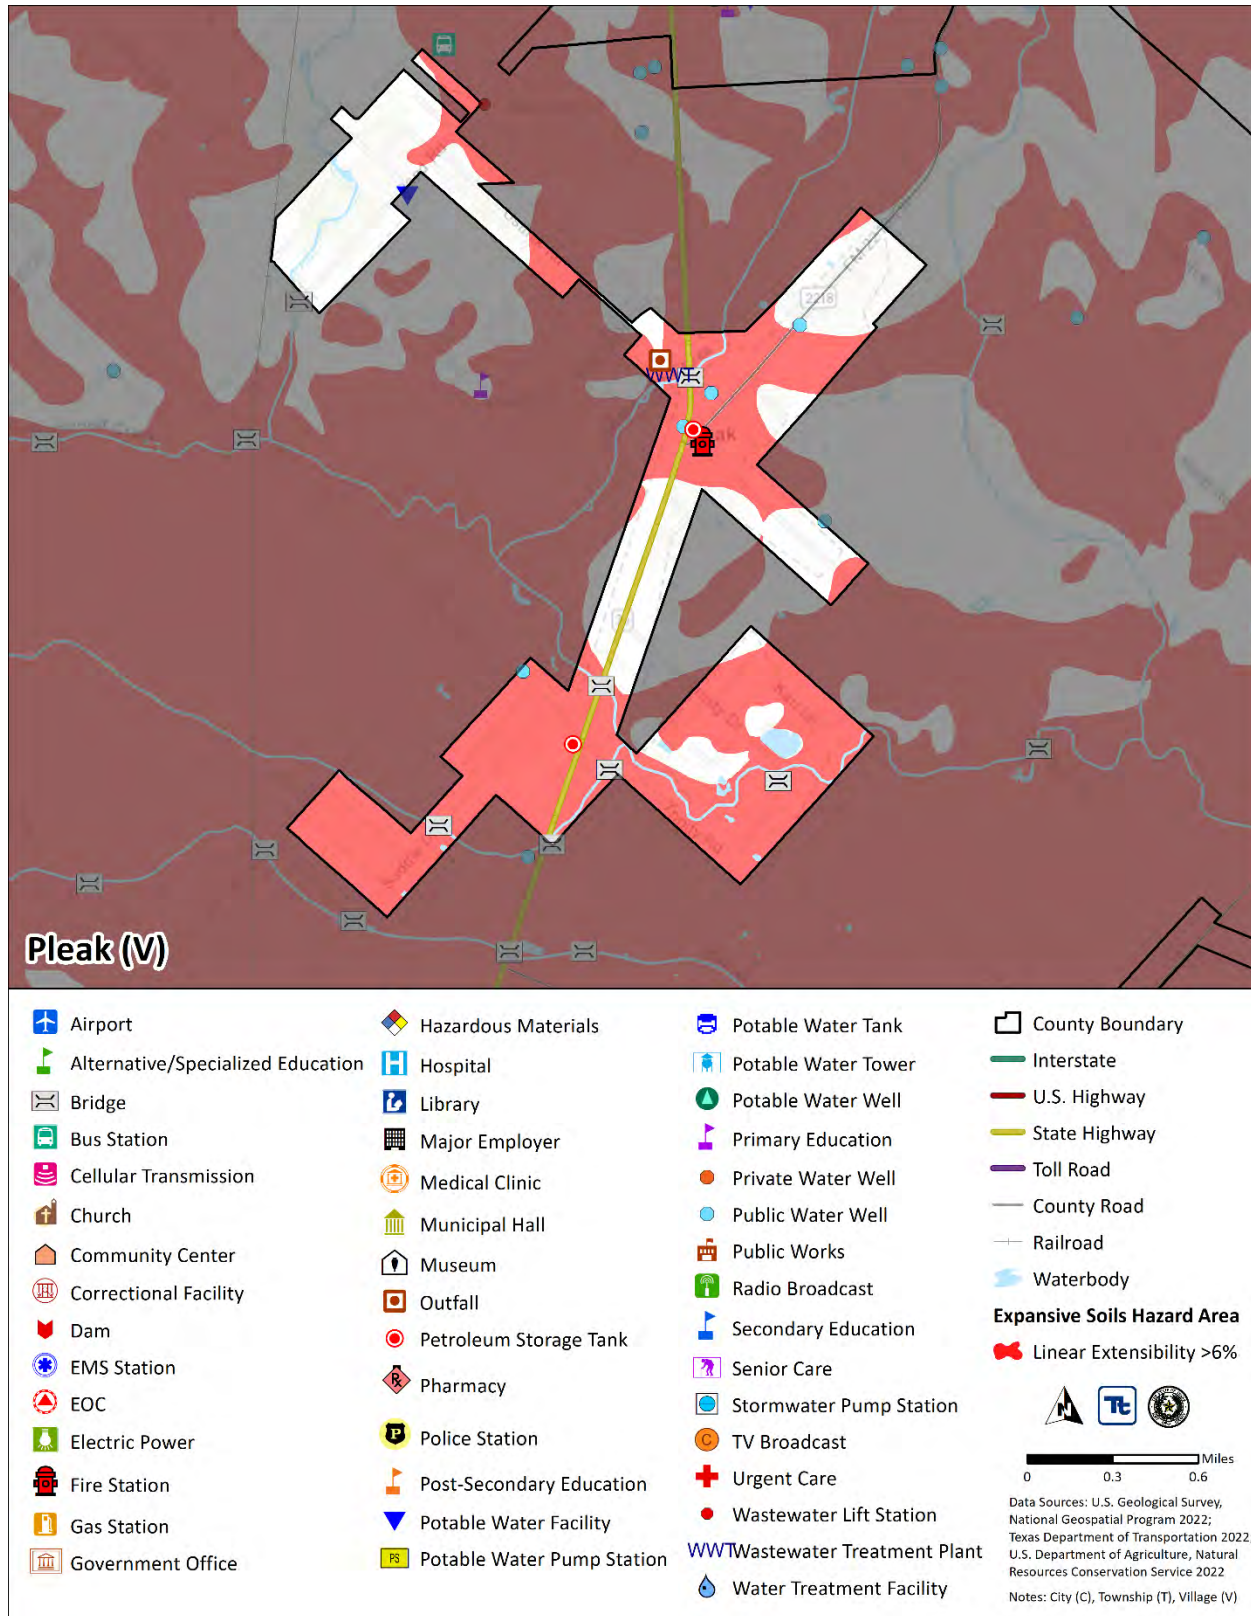 2218
WWT
36
Pleak (V)
Airport
Alternative/Specialized Education
Bridge
Bus Station
Cellular Transmission
Church
Community Center
Correctional Facility
Dam
EMS Station
EOC
Electric Power
Fire Station
Gas Station
Government Office
Hazardous Materials
Hospital
Library
Major Employer
Medical Clinic
Municipal Hall
Museum
Outfall
Petroleum Storage Tank
Rx
Pharmacy
P
Police Station
Post-Secondary Education
Potable Water Facility
PS
Potable Water Pump Station
Potable Water Tank
Potable Water Tower
Potable Water Well
Primary Education
Private Water Well
Public Water Well
Public Works
Radio Broadcast
Secondary Education
Senior Care
Stormwater Pump Station
C
TV Broadcast
Urgent Care
Wastewater Lift Station
WWT Wastewater Treatment Plant
Water Treatment Facility
County Boundary
Interstate
U.S. Highway
State Highway
Toll Road
County Road
Railroad
Waterbody
Expansive Soils Hazard Area
Linear Extensibility >6%
N
Tt
Miles
0 0.3 0.6
Data Sources: U.S. Geological Survey,
National Geospatial Program 2022;
Texas Department of Transportation 2022
U.S. Department of Agriculture, Natural
Resources Conservation Service 2022
Notes: City (C), Township (T), Village (V)